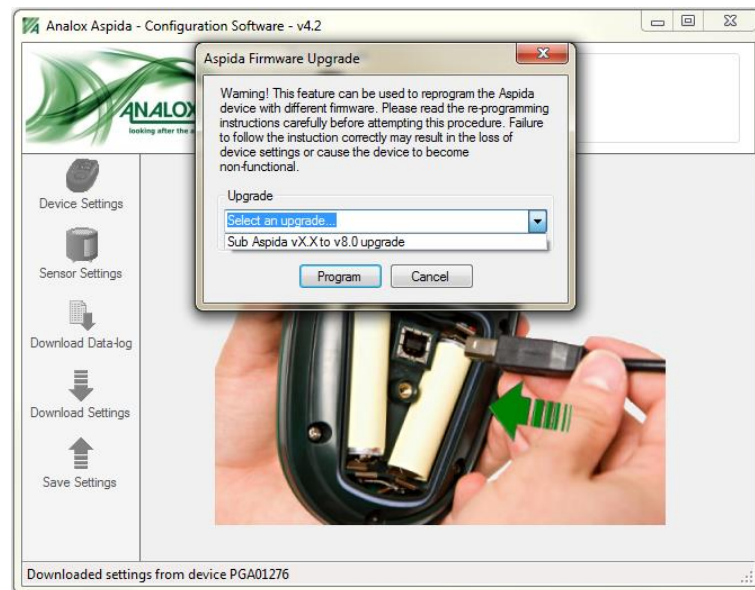 Analox Aspida - Configuration Software - v4.2
Aspida Firmware Upgrade
Warning! This feature can be used to reprogram the Aspida
device with different firmware. Please read the re-programming
instructions carefully before attempting this procedure. Failure
to follow the instuction correctly may result in the loss of
device settings or cause the device to become
non-functional.
Upgrade
Select an upgrade...
Sub Aspida vX.X to v8.0 upgrade
Program
Cancel
ANALOX
looking after the
Device Settings
Sensor Settings
Download Data-log
Download Settings
Save Settings
Downloaded settings from device PGA01276